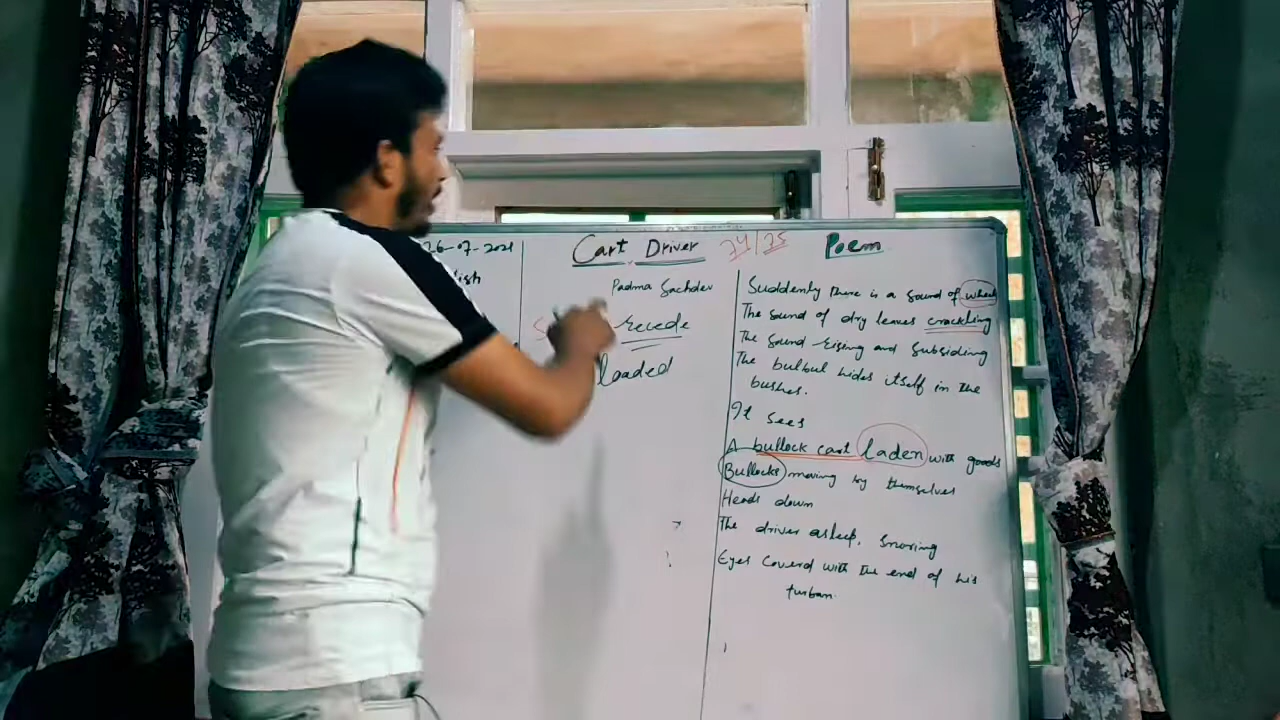 26-07-2021
Cart Driver
24/25
Poem
Padma Sachdev
recede
loaded
Suddenly there is a sound of wheel
The sound of dry leaves crackling
The sound rising and subsiding
The bulbul hides itself in the
bushes.
It sees
A bullock cart laden with goods
Bullocks moving by themselves
Heads down
The driver asleep, snoring
Eyes Coverd with the end of his
turban.